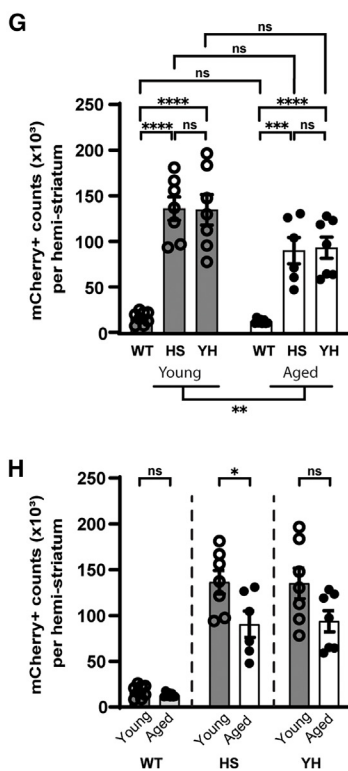 G
ns
ns
ns
**** ****
**** ns *** ns
mCherry+ counts (x10³)
per hemi-striatum
250
200
150
100
50
0
WT HS YH WT HS YH
Young Aged
**
H
ns * ns
mCherry+ counts (x10³)
per hemi-striatum
250
200
150
100
50
0
Young Aged Young Aged Young Aged
WT HS YH